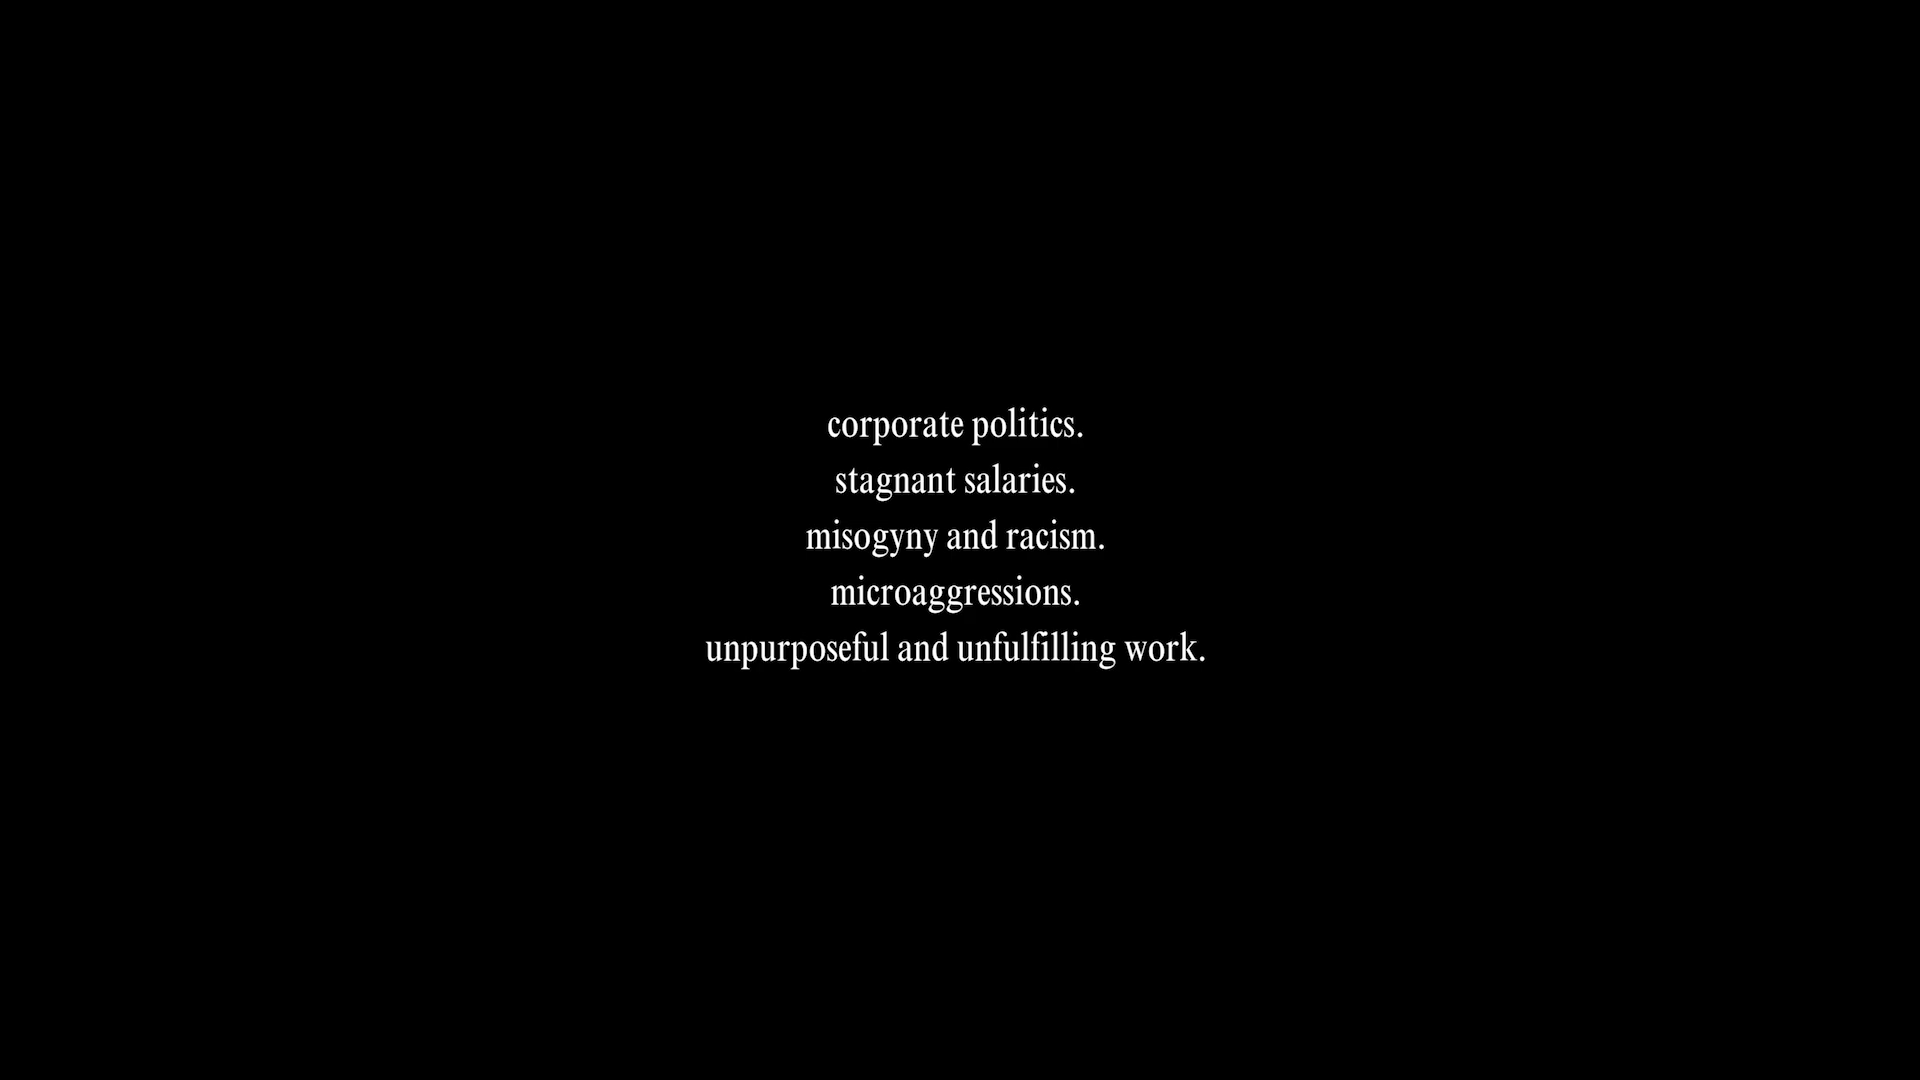 corporate politics.
stagnant salaries.
misogyny and racism.
microaggressions.
unpurposeful and unfulfilling work.